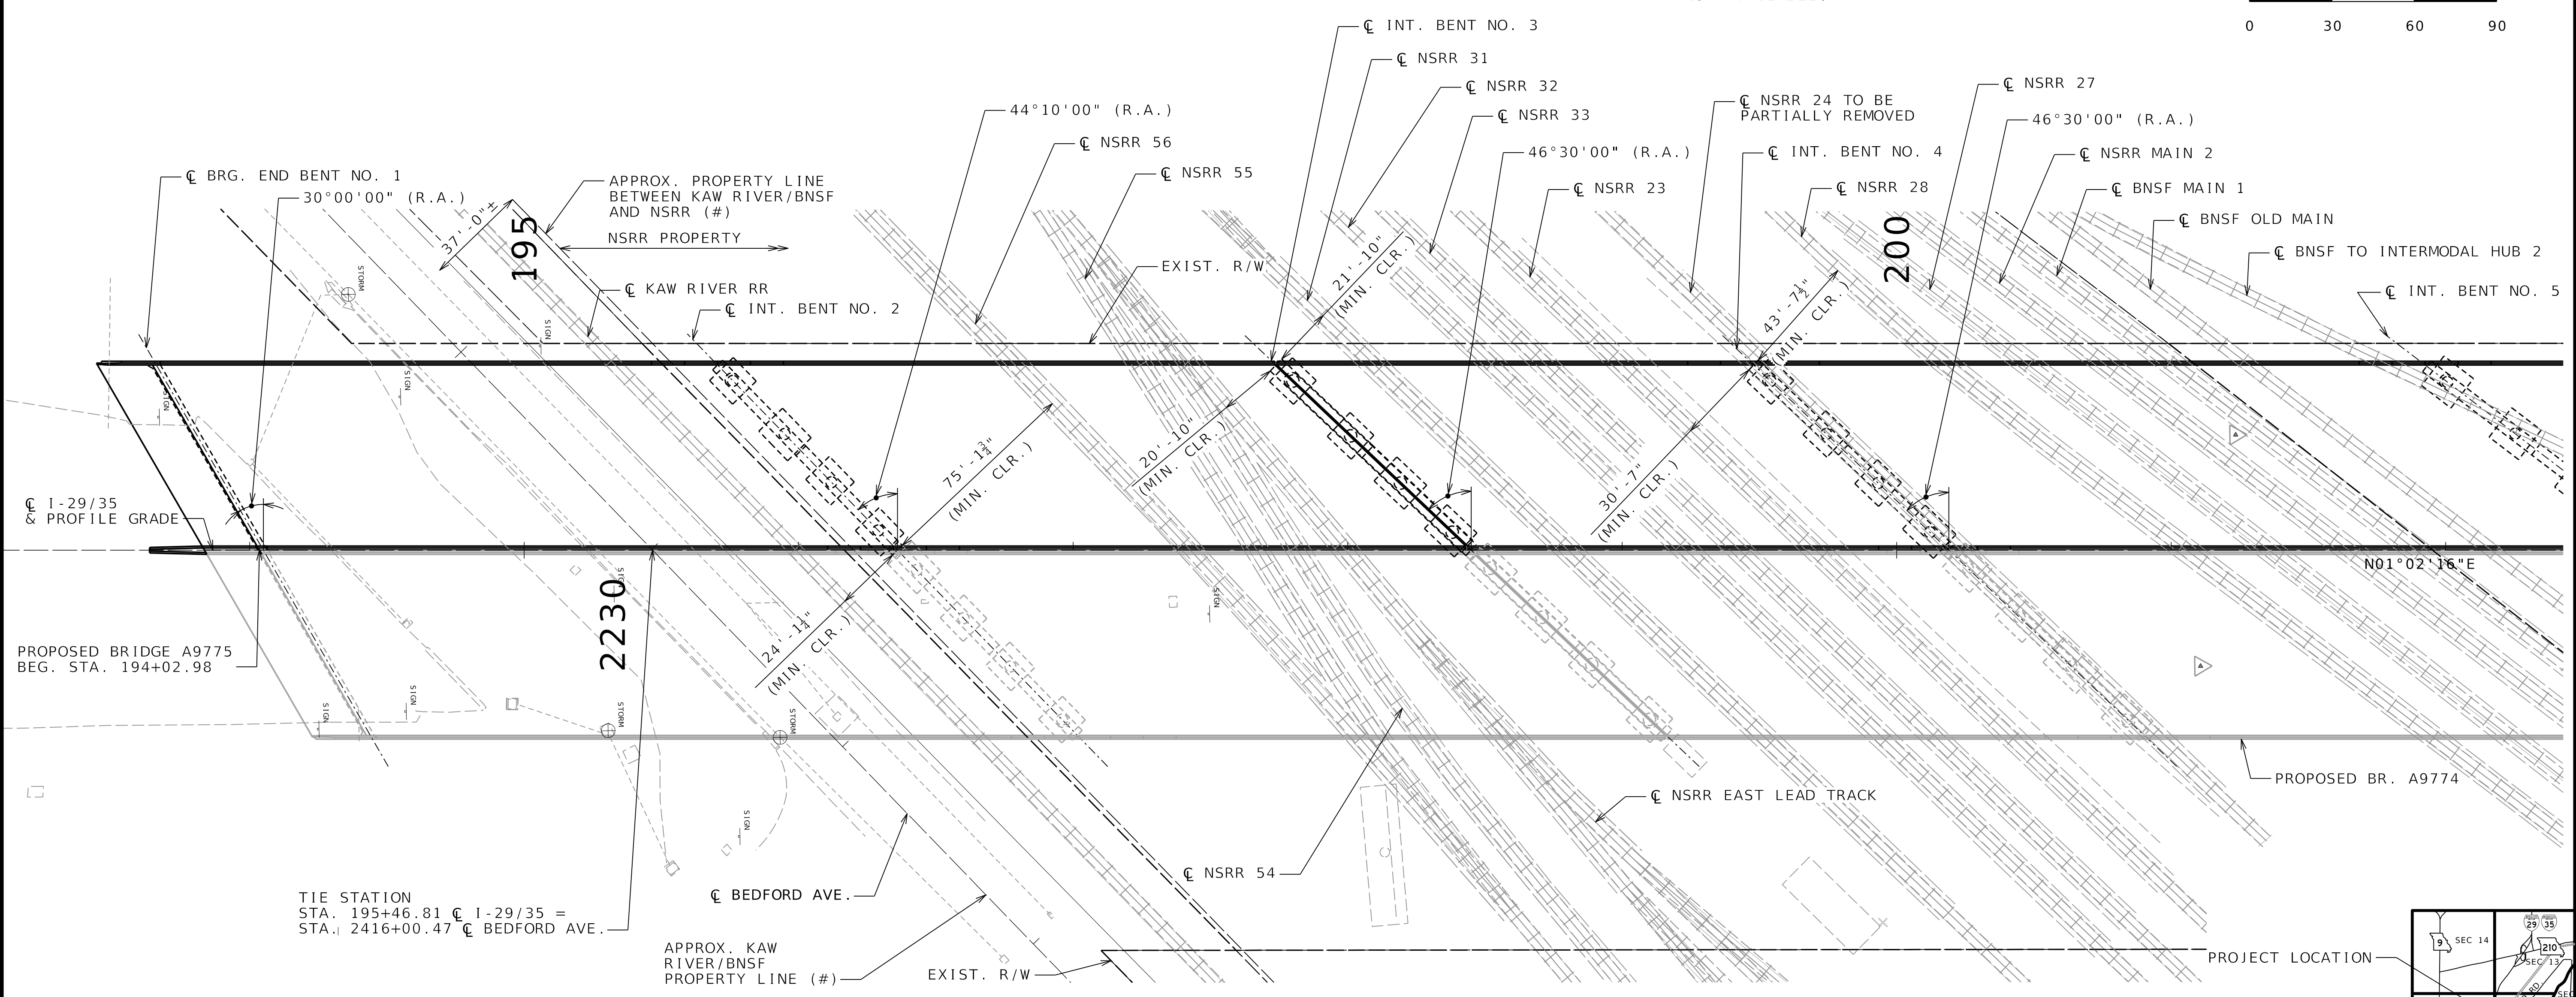 0 30 60 90
℄ INT. BENT NO. 3
℄ NSRR 31
℄ NSRR 32
℄ NSRR 33
44°10'00" (R.A.)
℄ NSRR 56
℄ NSRR 55
46°30'00" (R.A.)
℄ NSRR 23
℄ NSRR 24 TO BE
PARTIALLY REMOVED
℄ INT. BENT NO. 4
℄ NSRR 28
℄ NSRR 27
46°30'00" (R.A.)
℄ NSRR MAIN 2
℄ BNSF MAIN 1
℄ BNSF OLD MAIN
℄ BNSF TO INTERMODAL HUB 2
℄ INT. BENT NO. 5
℄ BRG. END BENT NO. 1
30°00'00" (R.A.)
37'-0"±
195
APPROX. PROPERTY LINE
BETWEEN KAW RIVER/BNSF
AND NSRR (#)
NSRR PROPERTY
℄ KAW RIVER RR
℄ INT. BENT NO. 2
EXIST. R/W
21'-10"
(MIN. CLR.)
43'-7½"
(MIN. CLR.)
200
STORM
SIGN
SIGN
SIGN
20'-10"
(MIN. CLR.)
75'-1¾"
(MIN. CLR.)
30'-7"
(MIN. CLR.)
℄ I-29/35
& PROFILE GRADE
N01°02'16"E
PROPOSED BRIDGE A9775
BEG. STA. 194+02.98
2230
SIGN
SIGN
24'-1¼"
(MIN. CLR.)
SIGN
SIGN
STORM
STORM
SIGN
PROPOSED BR. A9774
℄ NSRR EAST LEAD TRACK
℄ NSRR 54
℄ BEDFORD AVE.
TIE STATION
STA. 195+46.81 ℄ I-29/35 =
STA. 2416+00.47 ℄ BEDFORD AVE.
APPROX. KAW
RIVER/BNSF
PROPERTY LINE (#)
EXIST. R/W
PROJECT LOCATION
9
SEC 14
29 35
210
SEC 13
RD.